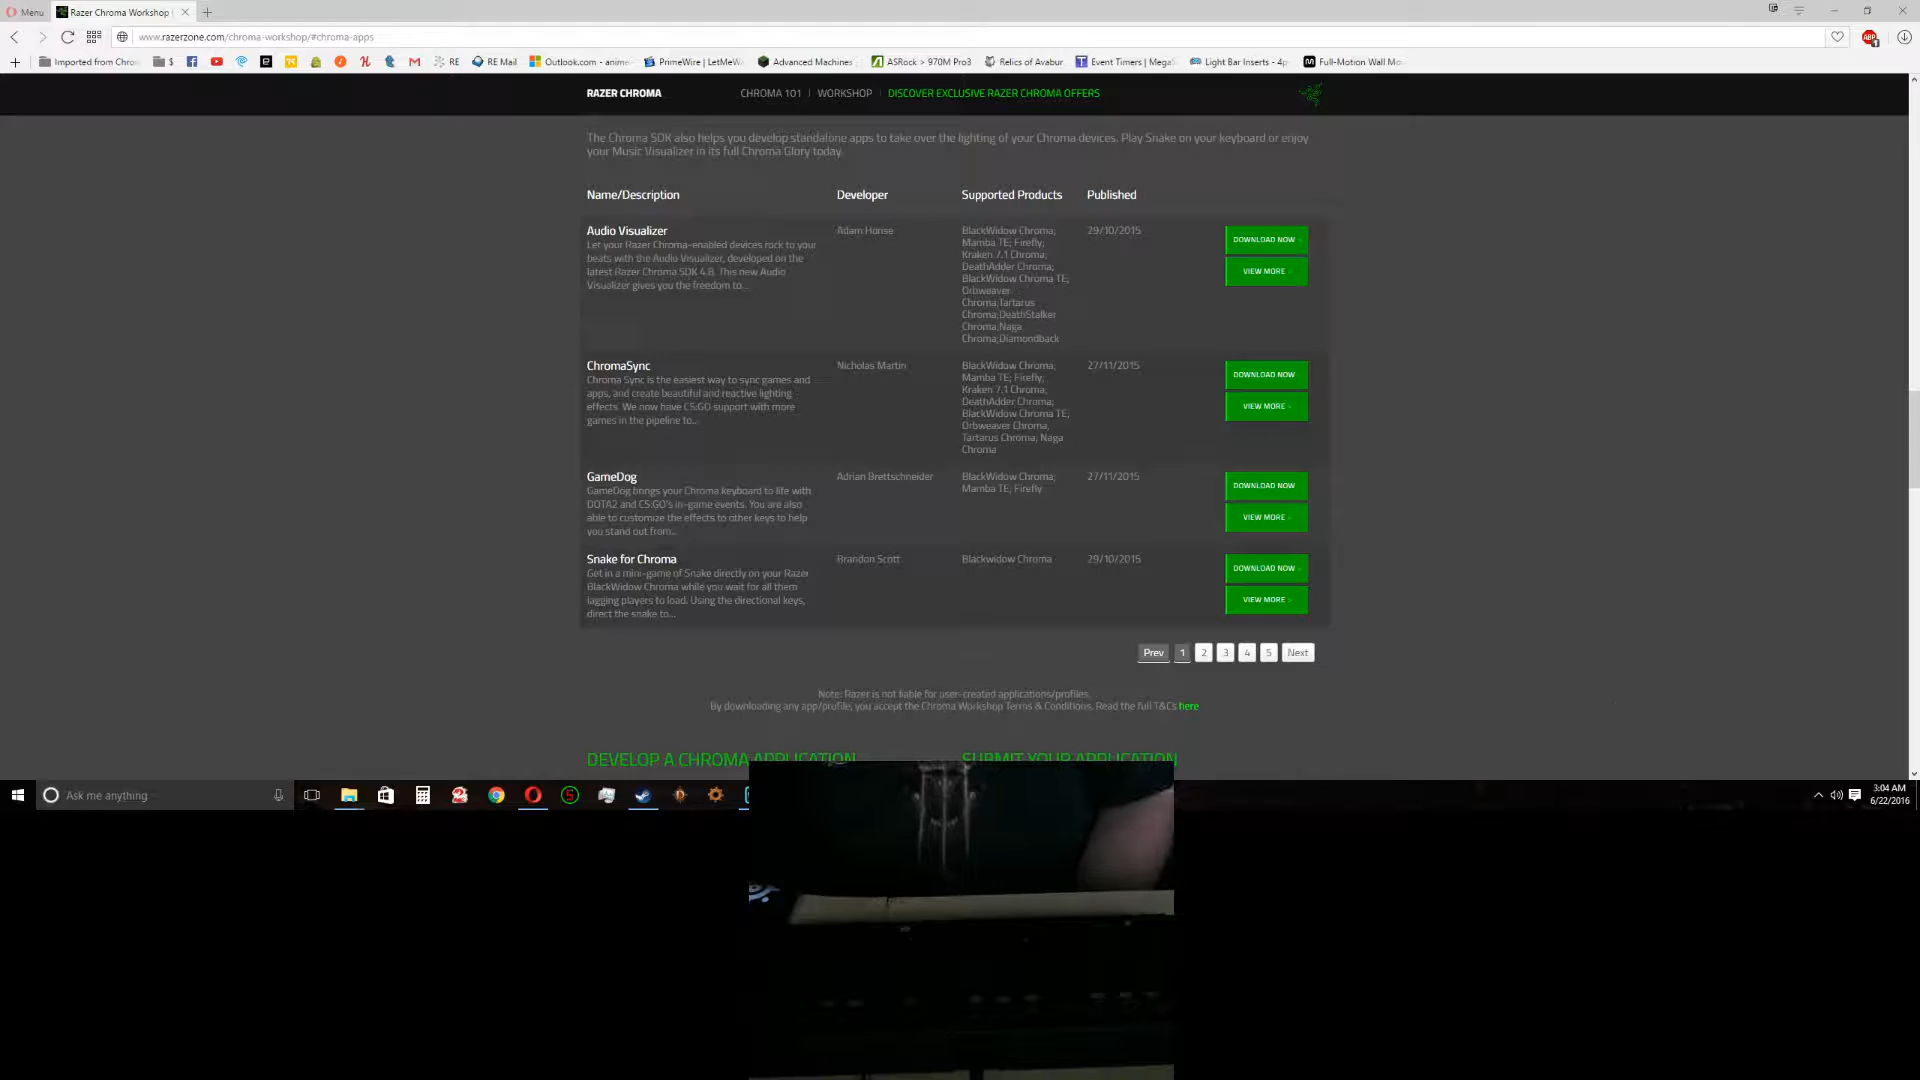 Menu
Razer Chroma Workshop
www.razerzone.com/chroma-workshop/#chroma-apps
Imported from Chro
$
RE
RE Mail
Outlook.com - anime
PrimeWire | LetMeW
Advanced Machines
ASRock > 970M Pro3
Relics of Avabur
Event Timers | Mega
Light Bar Inserts - 4p
Full-Motion Wall Mo
RAZER CHROMA
CHROMA 101
WORKSHOP
DISCOVER EXCLUSIVE RAZER CHROMA OFFERS
The Chroma SDK also helps you develop standalone apps to take over the lighting of your Chroma devices. Play Snake on your keyboard or enjoy
your Music Visualizer in its full Chroma Glory today.
Name/Description
Developer
Supported Products
Published
Audio Visualizer
Let your Razer Chroma-enabled devices rock to your
beats with the Audio Visualizer, developed on the
latest Razer Chroma SDK 4.8. This new Audio
Visualizer gives you the freedom to...
Adam Honse
BlackWidow Chroma;
Mamba TE; Firefly;
Kraken 7.1 Chroma;
DeathAdder Chroma;
BlackWidow Chroma TE;
Orbweaver
Chroma;Tartarus
Chroma;DeathStalker
Chroma;Naga
Chroma;Diamondback
29/10/2015
DOWNLOAD NOW
VIEW MORE
ChromaSync
Chroma Sync is the easiest way to sync games and
apps, and create beautiful and reactive lighting
effects. We now have CS:GO support with more
games in the pipeline to...
Nicholas Martin
BlackWidow Chroma;
Mamba TE; Firefly;
Kraken 7.1 Chroma;
DeathAdder Chroma;
BlackWidow Chroma TE;
Orbweaver Chroma,
Tartarus Chroma; Naga
Chroma
27/11/2015
DOWNLOAD NOW
VIEW MORE
GameDog
GameDog brings your Chroma keyboard to life with
DOTA2 and CS:GO's in-game events. You are also
able to customize the effects to other keys to help
you stand out from...
Adrian Brettschneider
BlackWidow Chroma;
Mamba TE; Firefly
27/11/2015
DOWNLOAD NOW
VIEW MORE
Snake for Chroma
Get in a mini-game of Snake directly on your Razer
BlackWidow Chroma while you wait for all them
lagging players to load. Using the directional keys,
direct the snake to...
Brandon Scott
Blackwidow Chroma
29/10/2015
DOWNLOAD NOW
VIEW MORE
Prev 1 2 3 4 5 Next
Note: Razer is not liable for user-created applications/profiles.
By downloading any app/profile, you accept the Chroma Workshop Terms & Conditions. Read the full T&Cs here
DEVELOP A CHROMA APPLICATION
SUBMIT YOUR APPLICATION
Ask me anything
3:04 AM
6/22/2016